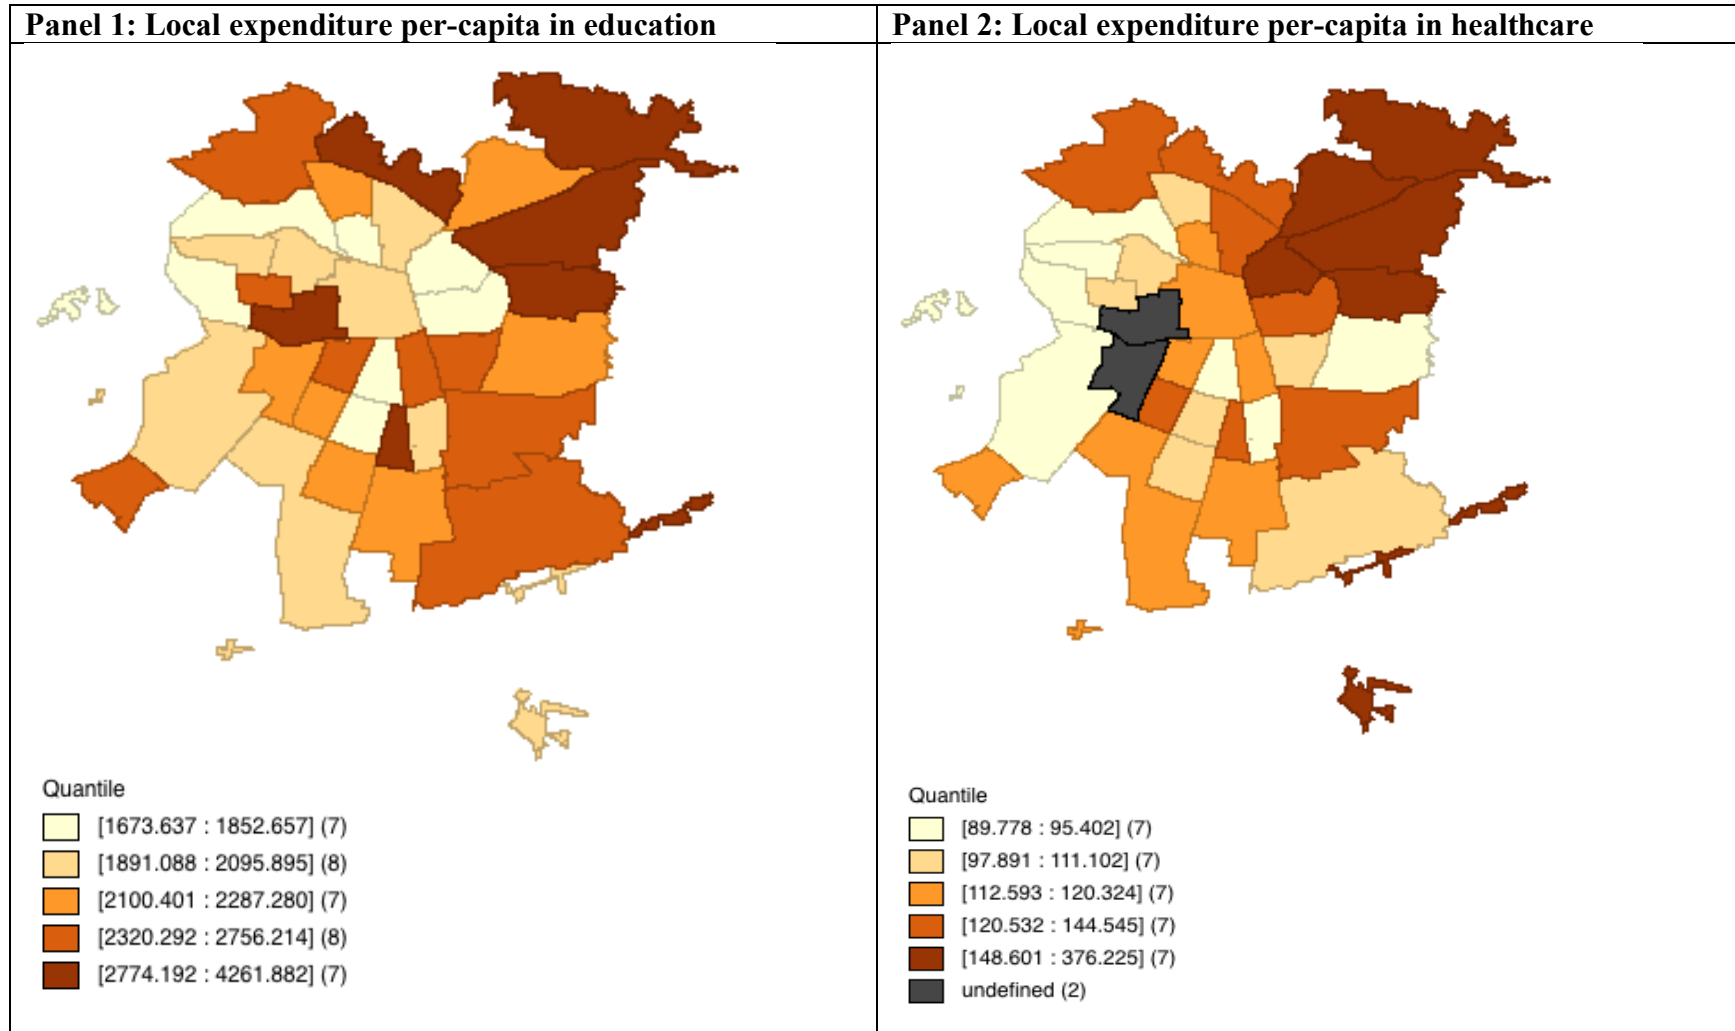 Panel 1: Local expenditure per-capita in education
Panel 2: Local expenditure per-capita in healthcare
Quantile
[1673.637 : 1852.657] (7)
[1891.088 : 2095.895] (8)
[2100.401 : 2287.280] (7)
[2320.292 : 2756.214] (8)
[2774.192 : 4261.882] (7)
Quantile
[89.778 : 95.402] (7)
[97.891 : 111.102] (7)
[112.593 : 120.324] (7)
[120.532 : 144.545] (7)
[148.601 : 376.225] (7)
undefined (2)